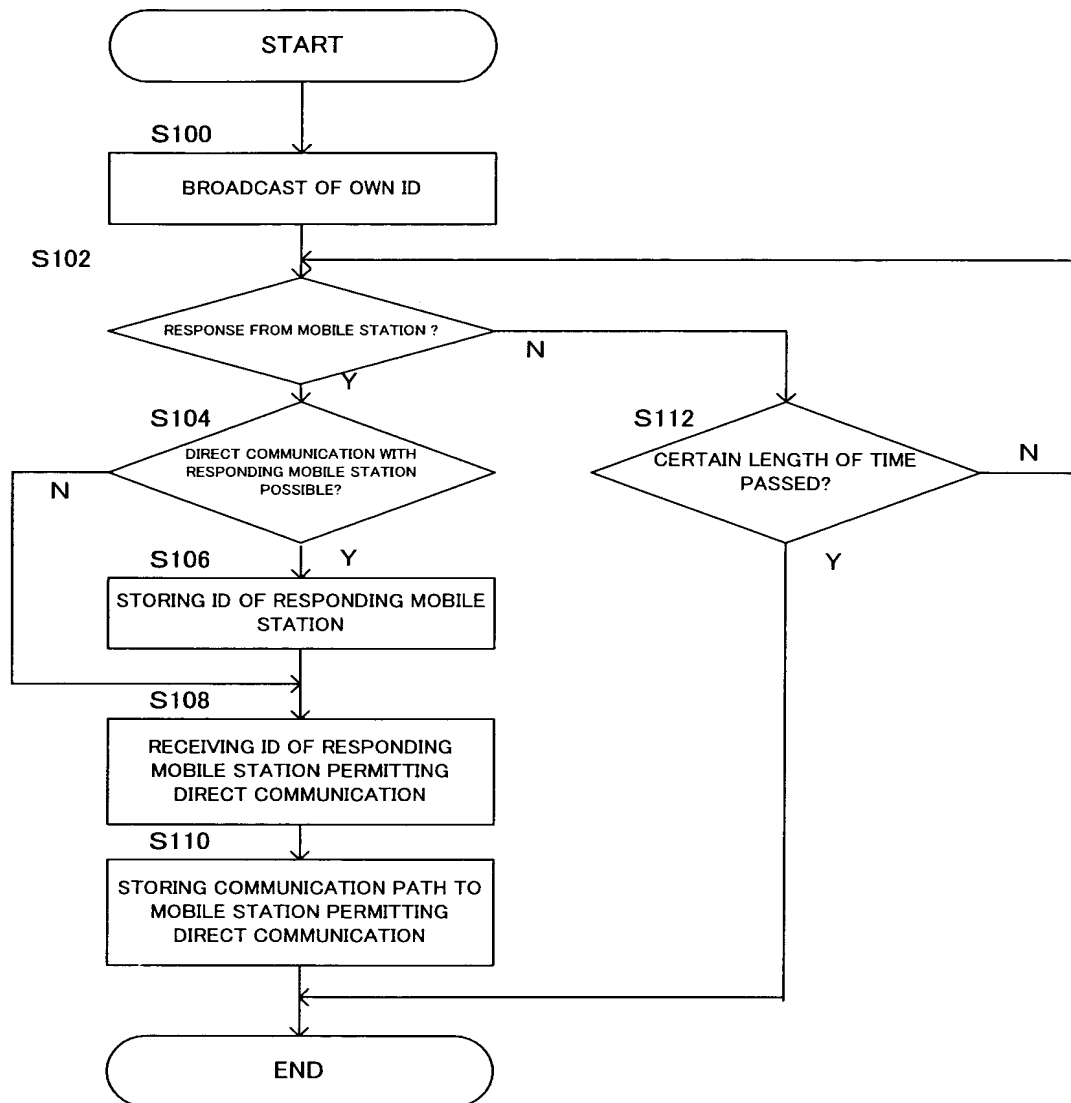 START
S100
BROADCAST OF OWN ID
S102
RESPONSE FROM MOBILE STATION ?
N
Y
S104
DIRECT COMMUNICATION WITH
RESPONDING MOBILE STATION
POSSIBLE?
N
Y
S112
CERTAIN LENGTH OF TIME
PASSED?
N
Y
S106
STORING ID OF RESPONDING MOBILE
STATION
S108
RECEIVING ID OF RESPONDING
MOBILE STATION PERMITTING
DIRECT COMMUNICATION
S110
STORING COMMUNICATION PATH TO
MOBILE STATION PERMITTING
DIRECT COMMUNICATION
END